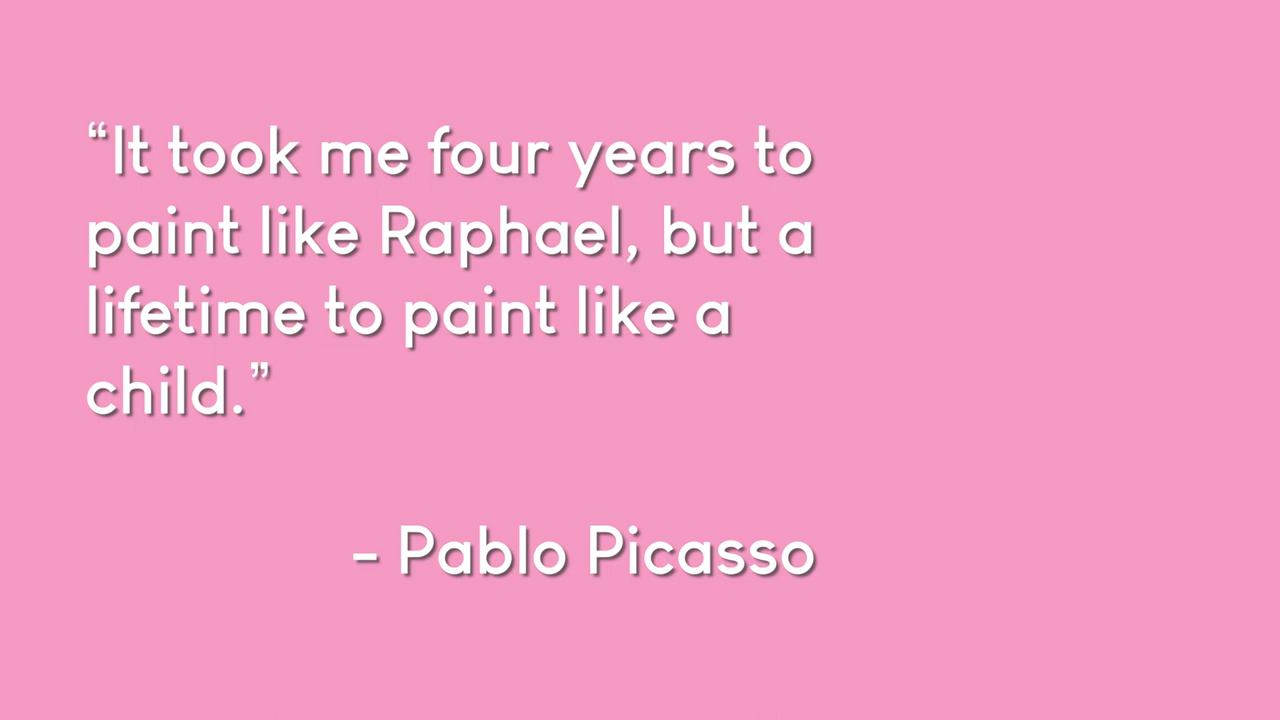 “It took me four years to
paint like Raphael, but a
lifetime to paint like a
child.”
- Pablo Picasso